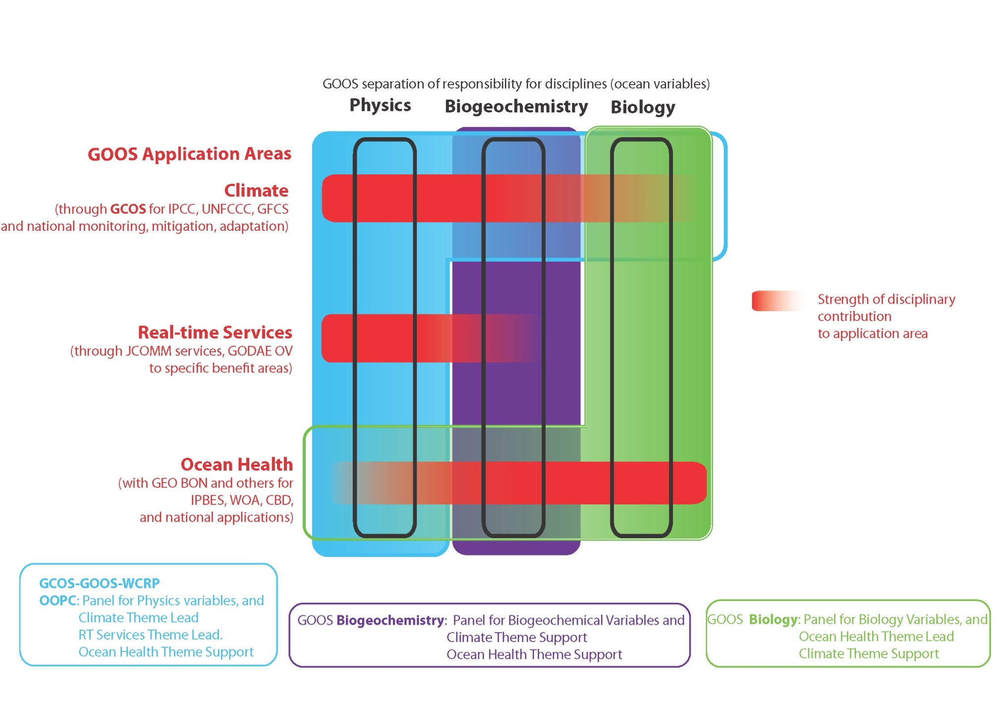 GOOS separation of responsibility for disciplines (ocean variables)
Physics
Biogeochemistry
Biology
GOOS Application Areas
Climate
(through GCOS for IPCC, UNFCCC, GFCS
and national monitoring, mitigation, adaptation)
Real-time Services
(through JCOMM services, GODAE OV
to specific benefit areas)
Ocean Health
(with GEO BON and others for
IPBES, WOA, CBD,
and national applications)
Strength of disciplinary
contribution
to application area
GCOS-GOOS-WCRP
OOPC: Panel for Physics variables, and
Climate Theme Lead
RT Services Theme Lead.
Ocean Health Theme Support
GOOS Biogeochemistry: Panel for Biogeochemical Variables and
Climate Theme Support
Ocean Health Theme Support
GOOS Biology: Panel for Biology Variables, and
Ocean Health Theme Lead
Climate Theme Support